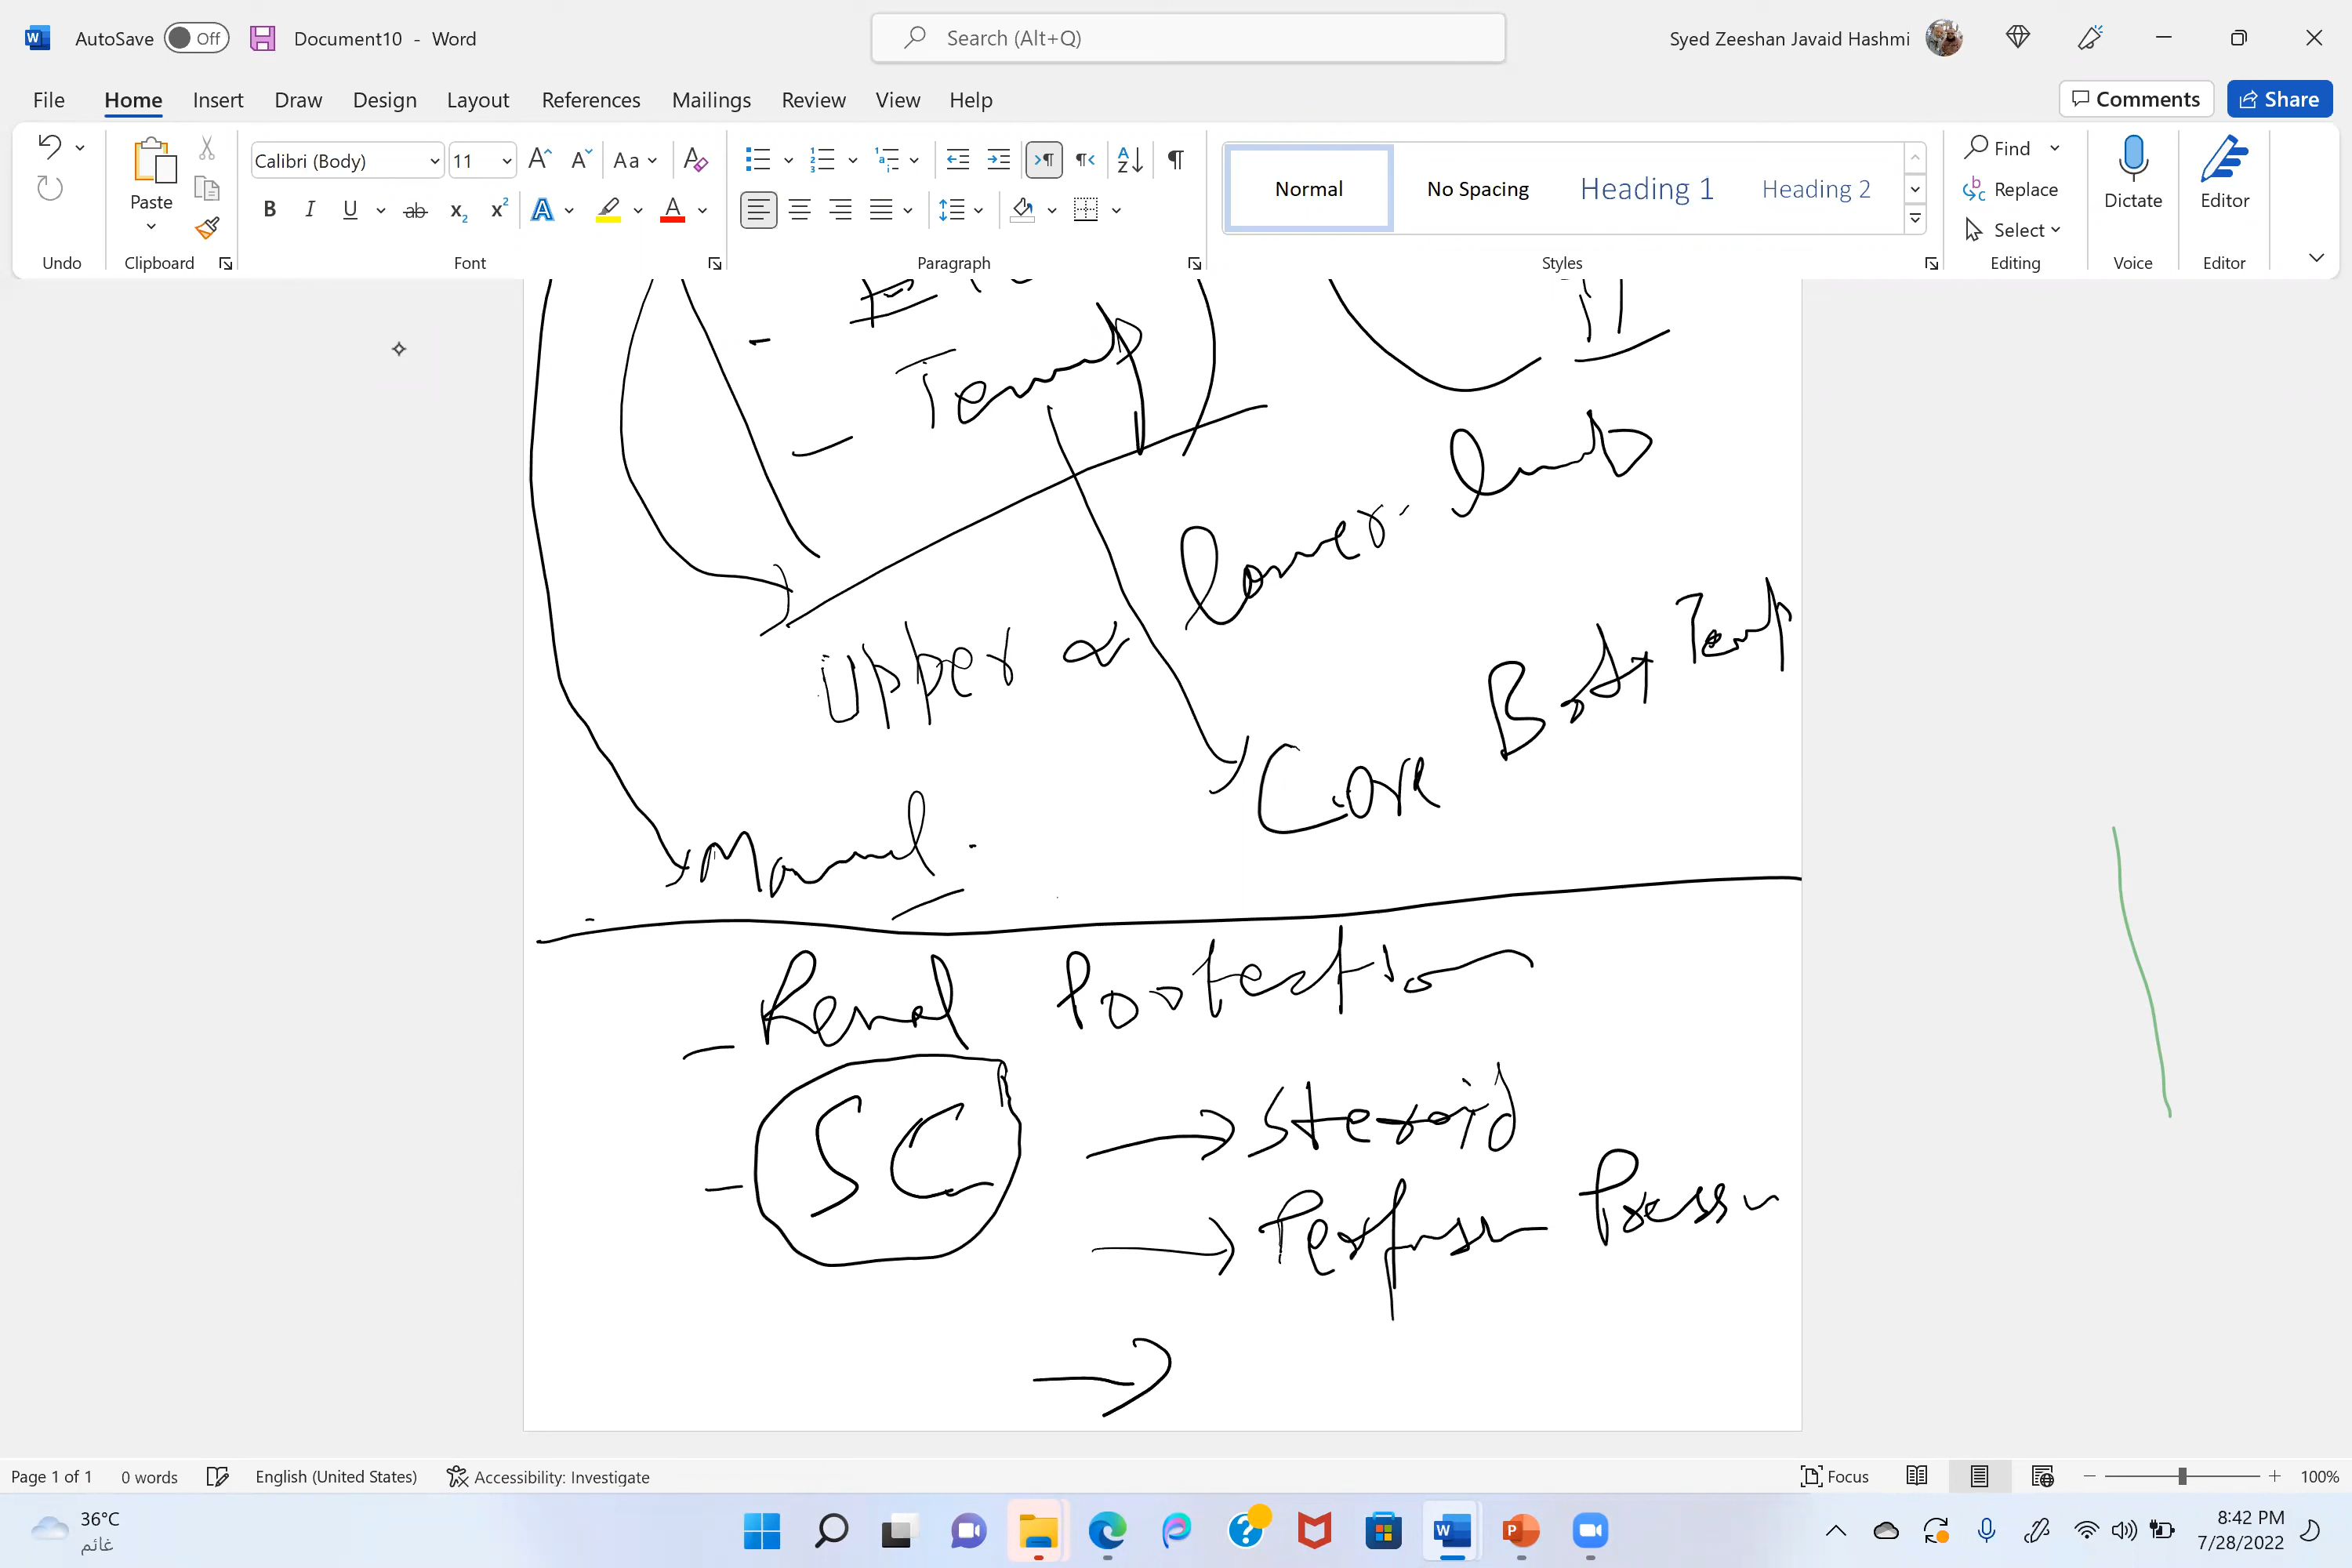 AutoSave Off Document10 - Word Search (Alt+Q) Syed Zeeshan Javaid Hashmi
File Home Insert Draw Design Layout References Mailings Review View Help Comments Share
Calibri (Body) 11 Aa
Paste
Normal No Spacing Heading 1 Heading 2
Find
Replace
Select
Dictate Editor
Undo Clipboard Font Paragraph Styles Editing Voice Editor
Temp
Upper & lower limb
Core Body Temp
Manual
Renal Protection
SC
Steroid
Perfusion Pressu
Page 1 of 1 0 words English (United States) Accessibility: Investigate Focus 100%
36°C
غائم
8:42 PM
7/28/2022